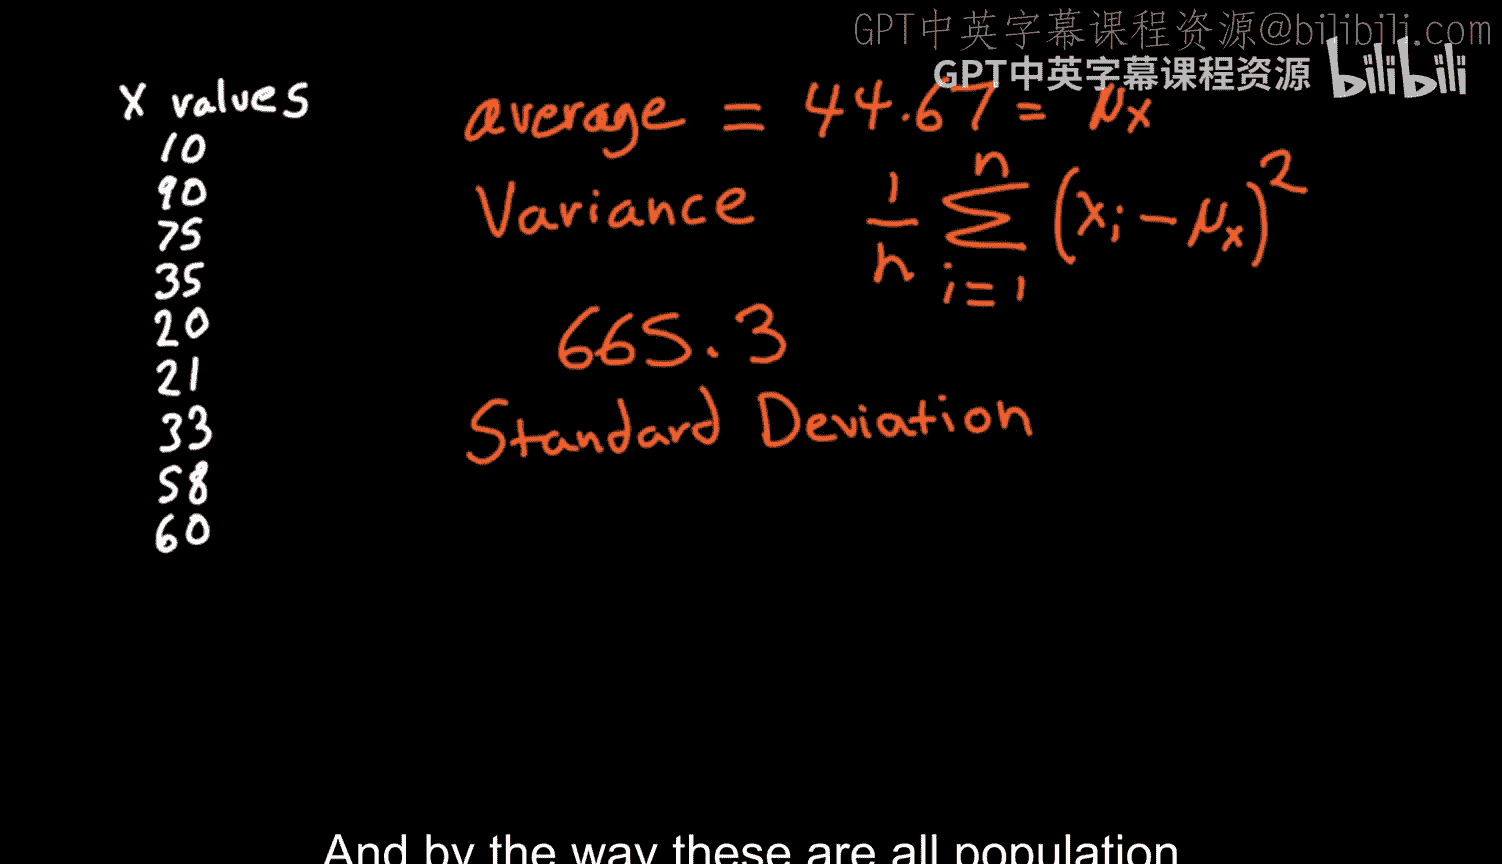 GPT中英字幕课程资源@bilibili.com
GPT中英字幕课程资源 bilibili
X values
10
90
75
35
20
21
33
58
60
average = 44.67 = μx
Variance 1/n Σ i=1 n (xi - μx)²
665.3
Standard Deviation
And by the way these are all population